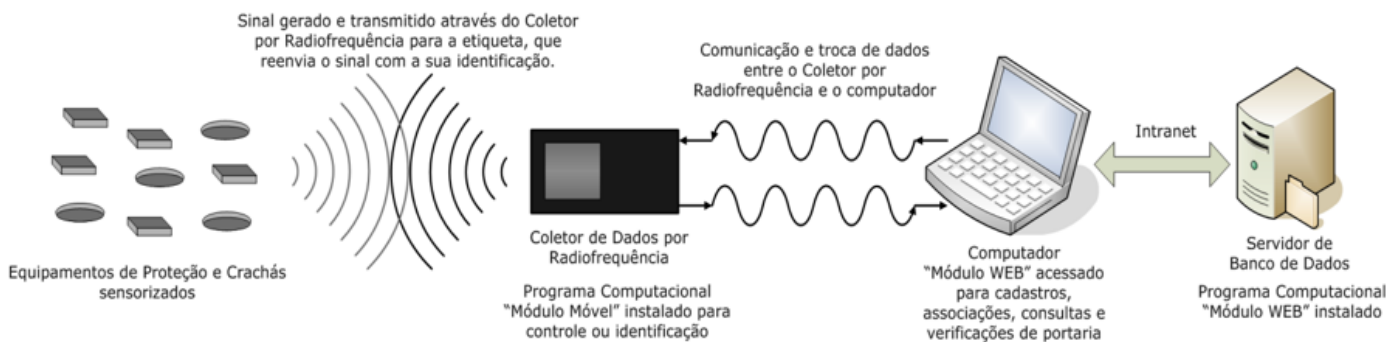 Sinal gerado e transmitido através do Coletor
por Radiofrequência para a etiqueta, que
reenvia o sinal com a sua identificação.
Equipamentos de Proteção e Crachás
sensorizados
Coletor de Dados por
Radiofrequência
Programa Computacional
“Módulo Móvel” instalado para
controle ou identificação
Comunicação e troca de dados
entre o Coletor por
Radiofrequência e o computador
Computador
“Módulo WEB” acessado
para cadastros,
associações, consultas e
verificações de portaria
Intranet
Servidor de
Banco de Dados
Programa Computacional
“Módulo WEB” instalado